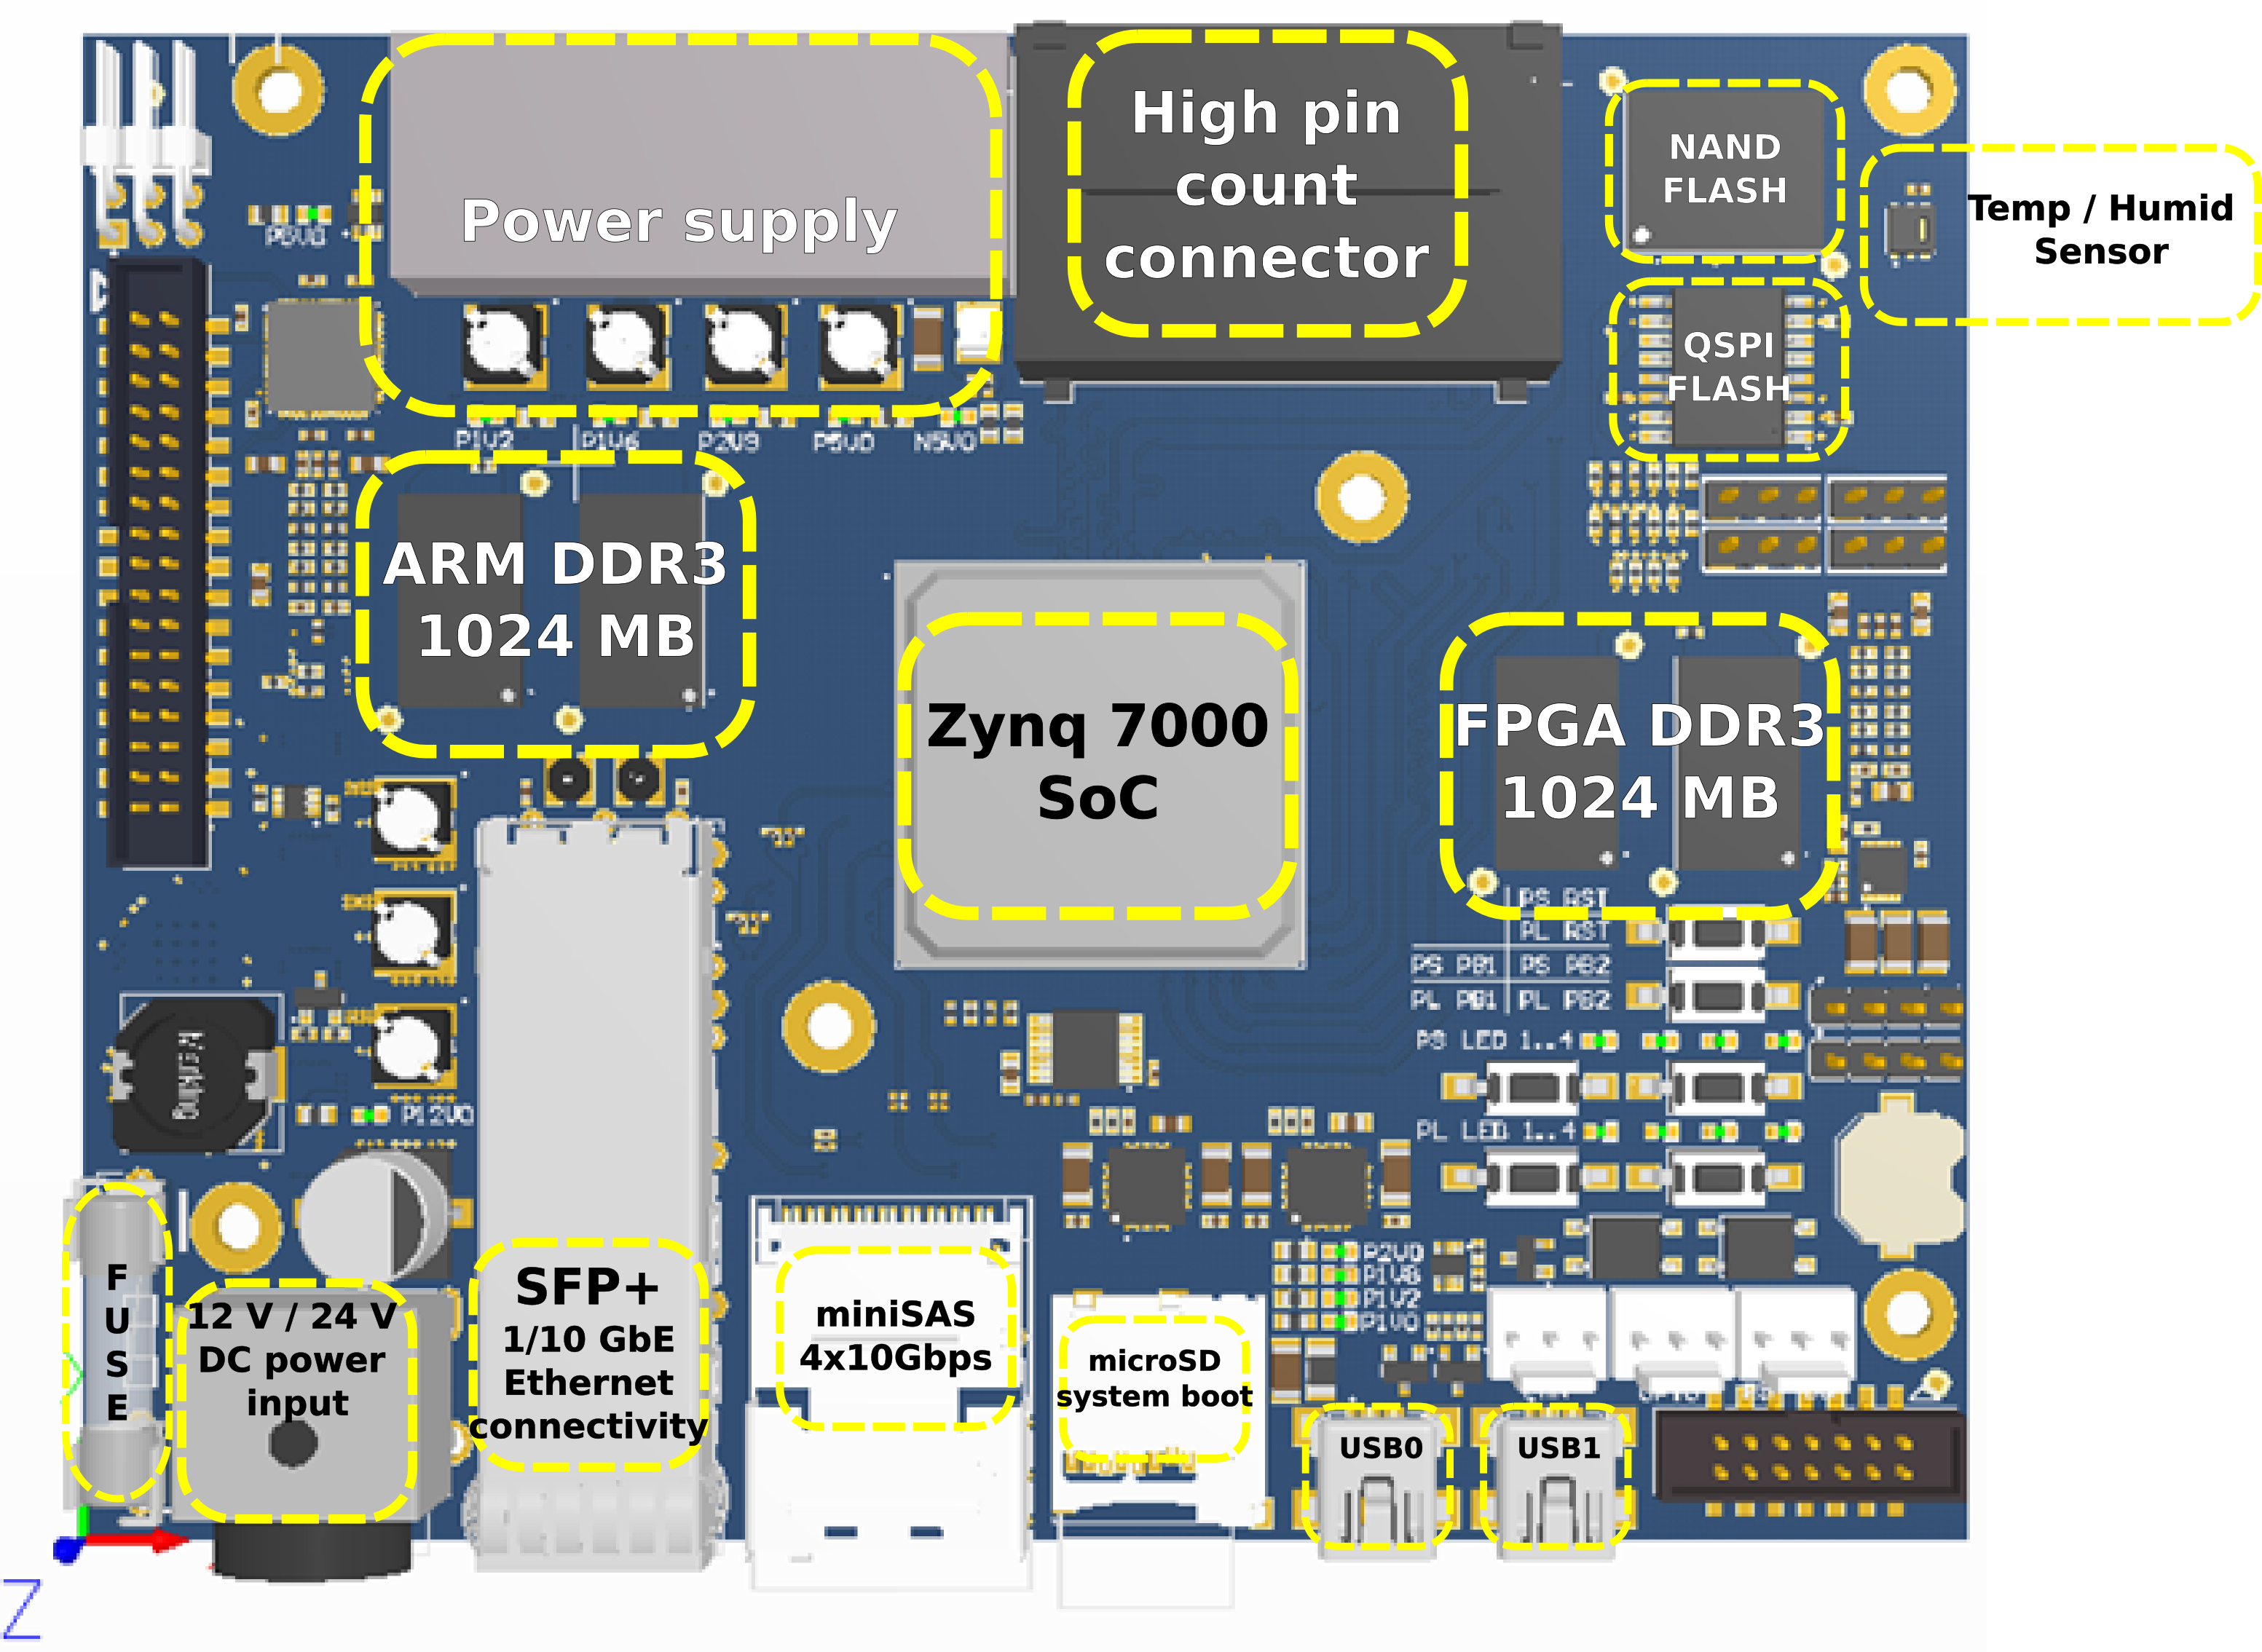 Power supply
High pin
count
connector
NAND
FLASH
Temp / Humid
Sensor
QSPI
FLASH
P5V0
P1V2
P1V6
P2V9
P5V0
N5V0
ARM DDR3
1024 MB
Zynq 7000
SoC
FPGA DDR3
1024 MB
PS RST
PL RST
PS PB1
PS PB2
PL PB1
PL PB2
PS LED 1..4
PL LED 1..4
P12V0
P2V0
P1V8
P1V2
P1V0
F
U
S
E
12 V / 24 V
DC power
input
SFP+
1/10 GbE
Ethernet
connectivity
miniSAS
4x10Gbps
microSD
system boot
USB0
USB1
Z